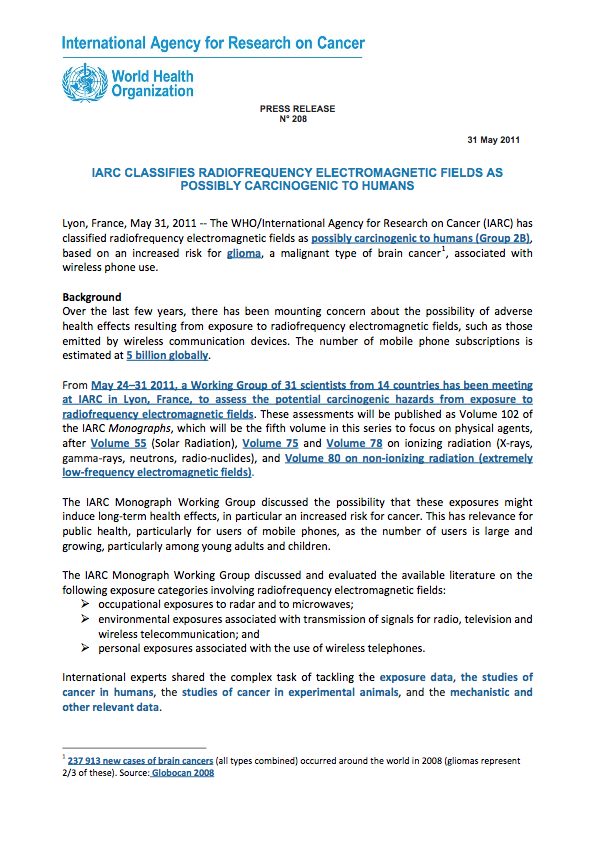 International Agency for Research on Cancer
World Health
Organization
PRESS RELEASE
N° 208
31 May 2011
IARC CLASSIFIES RADIOFREQUENCY ELECTROMAGNETIC FIELDS AS
POSSIBLY CARCINOGENIC TO HUMANS
Lyon, France, May 31, 2011 -- The WHO/International Agency for Research on Cancer (IARC) has
classified radiofrequency electromagnetic fields as possibly carcinogenic to humans (Group 2B),
based on an increased risk for glioma, a malignant type of brain cancer1, associated with
wireless phone use.
Background
Over the last few years, there has been mounting concern about the possibility of adverse
health effects resulting from exposure to radiofrequency electromagnetic fields, such as those
emitted by wireless communication devices. The number of mobile phone subscriptions is
estimated at 5 billion globally.
From May 24–31 2011, a Working Group of 31 scientists from 14 countries has been meeting
at IARC in Lyon, France, to assess the potential carcinogenic hazards from exposure to
radiofrequency electromagnetic fields. These assessments will be published as Volume 102 of
the IARC Monographs, which will be the fifth volume in this series to focus on physical agents,
after Volume 55 (Solar Radiation), Volume 75 and Volume 78 on ionizing radiation (X-rays,
gamma-rays, neutrons, radio-nuclides), and Volume 80 on non-ionizing radiation (extremely
low-frequency electromagnetic fields).
The IARC Monograph Working Group discussed the possibility that these exposures might
induce long-term health effects, in particular an increased risk for cancer. This has relevance for
public health, particularly for users of mobile phones, as the number of users is large and
growing, particularly among young adults and children.
The IARC Monograph Working Group discussed and evaluated the available literature on the
following exposure categories involving radiofrequency electromagnetic fields:
➢ occupational exposures to radar and to microwaves;
➢ environmental exposures associated with transmission of signals for radio, television and
wireless telecommunication; and
➢ personal exposures associated with the use of wireless telephones.
International experts shared the complex task of tackling the exposure data, the studies of
cancer in humans, the studies of cancer in experimental animals, and the mechanistic and
other relevant data.
1 237 913 new cases of brain cancers (all types combined) occurred around the world in 2008 (gliomas represent
2/3 of these). Source: Globocan 2008